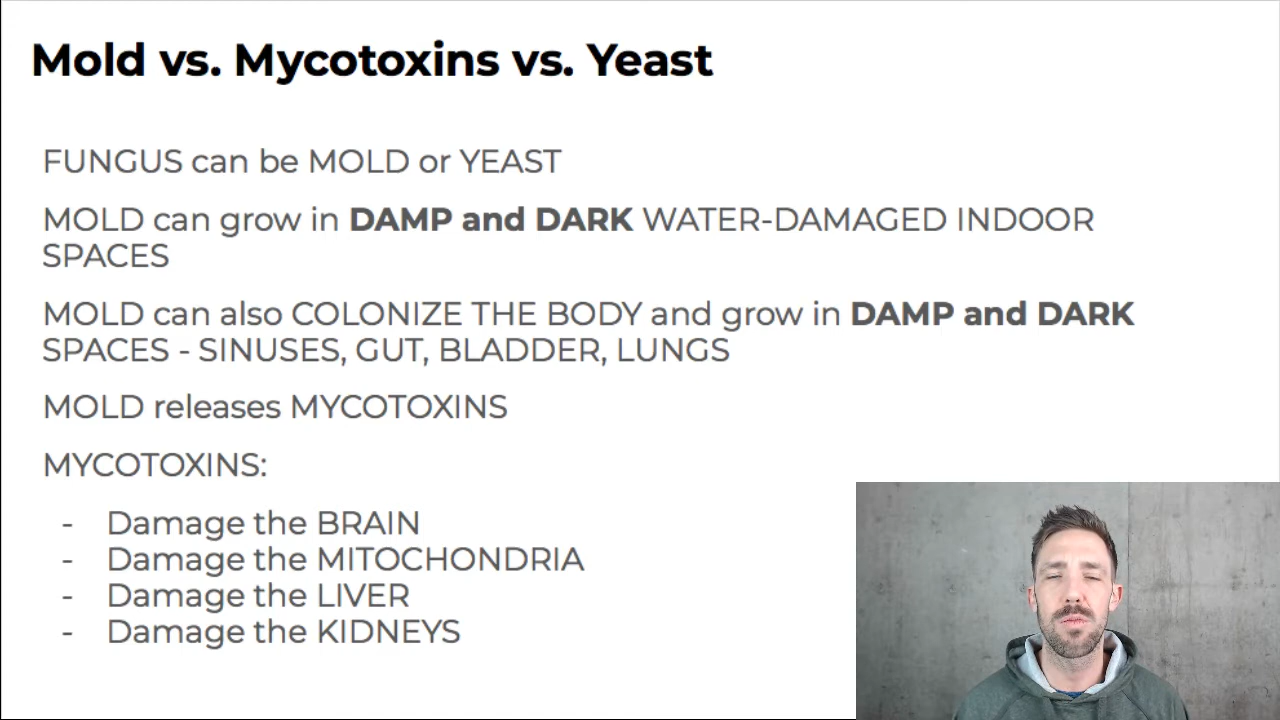 Mold vs. Mycotoxins vs. Yeast
FUNGUS can be MOLD or YEAST
MOLD can grow in DAMP and DARK WATER-DAMAGED INDOOR
SPACES
MOLD can also COLONIZE THE BODY and grow in DAMP and DARK
SPACES - SINUSES, GUT, BLADDER, LUNGS
MOLD releases MYCOTOXINS
MYCOTOXINS:
- Damage the BRAIN
- Damage the MITOCHONDRIA
- Damage the LIVER
- Damage the KIDNEYS